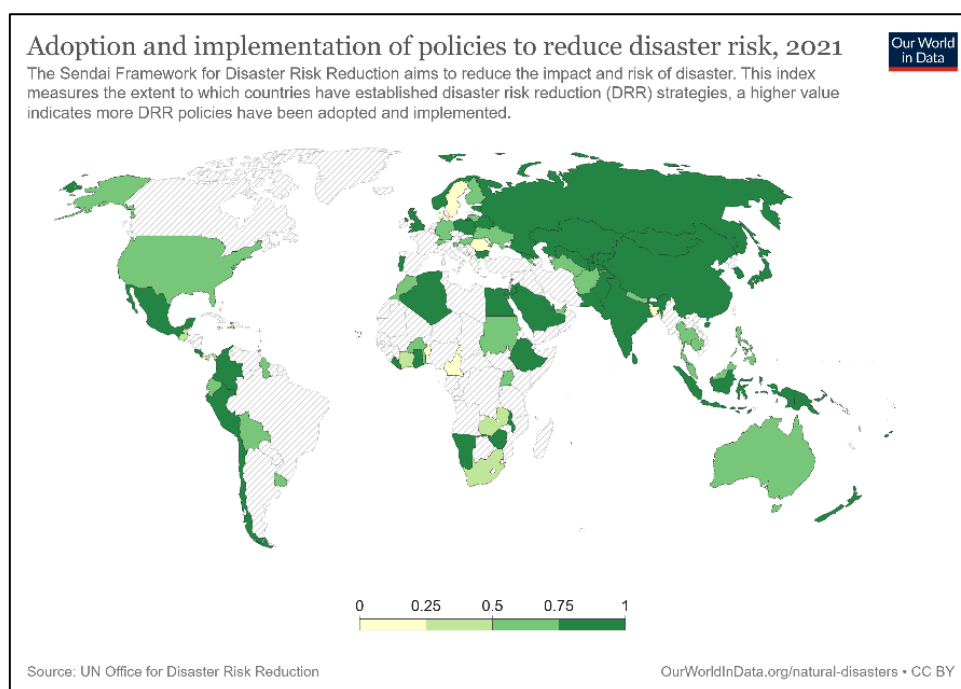 Adoption and implementation of policies to reduce disaster risk, 2021
Our World
in Data
The Sendai Framework for Disaster Risk Reduction aims to reduce the impact and risk of disaster. This index
measures the extent to which countries have established disaster risk reduction (DRR) strategies, a higher value
indicates more DRR policies have been adopted and implemented.
0 0.25 0.5 0.75 1
Source: UN Office for Disaster Risk Reduction
OurWorldInData.org/natural-disasters • CC BY